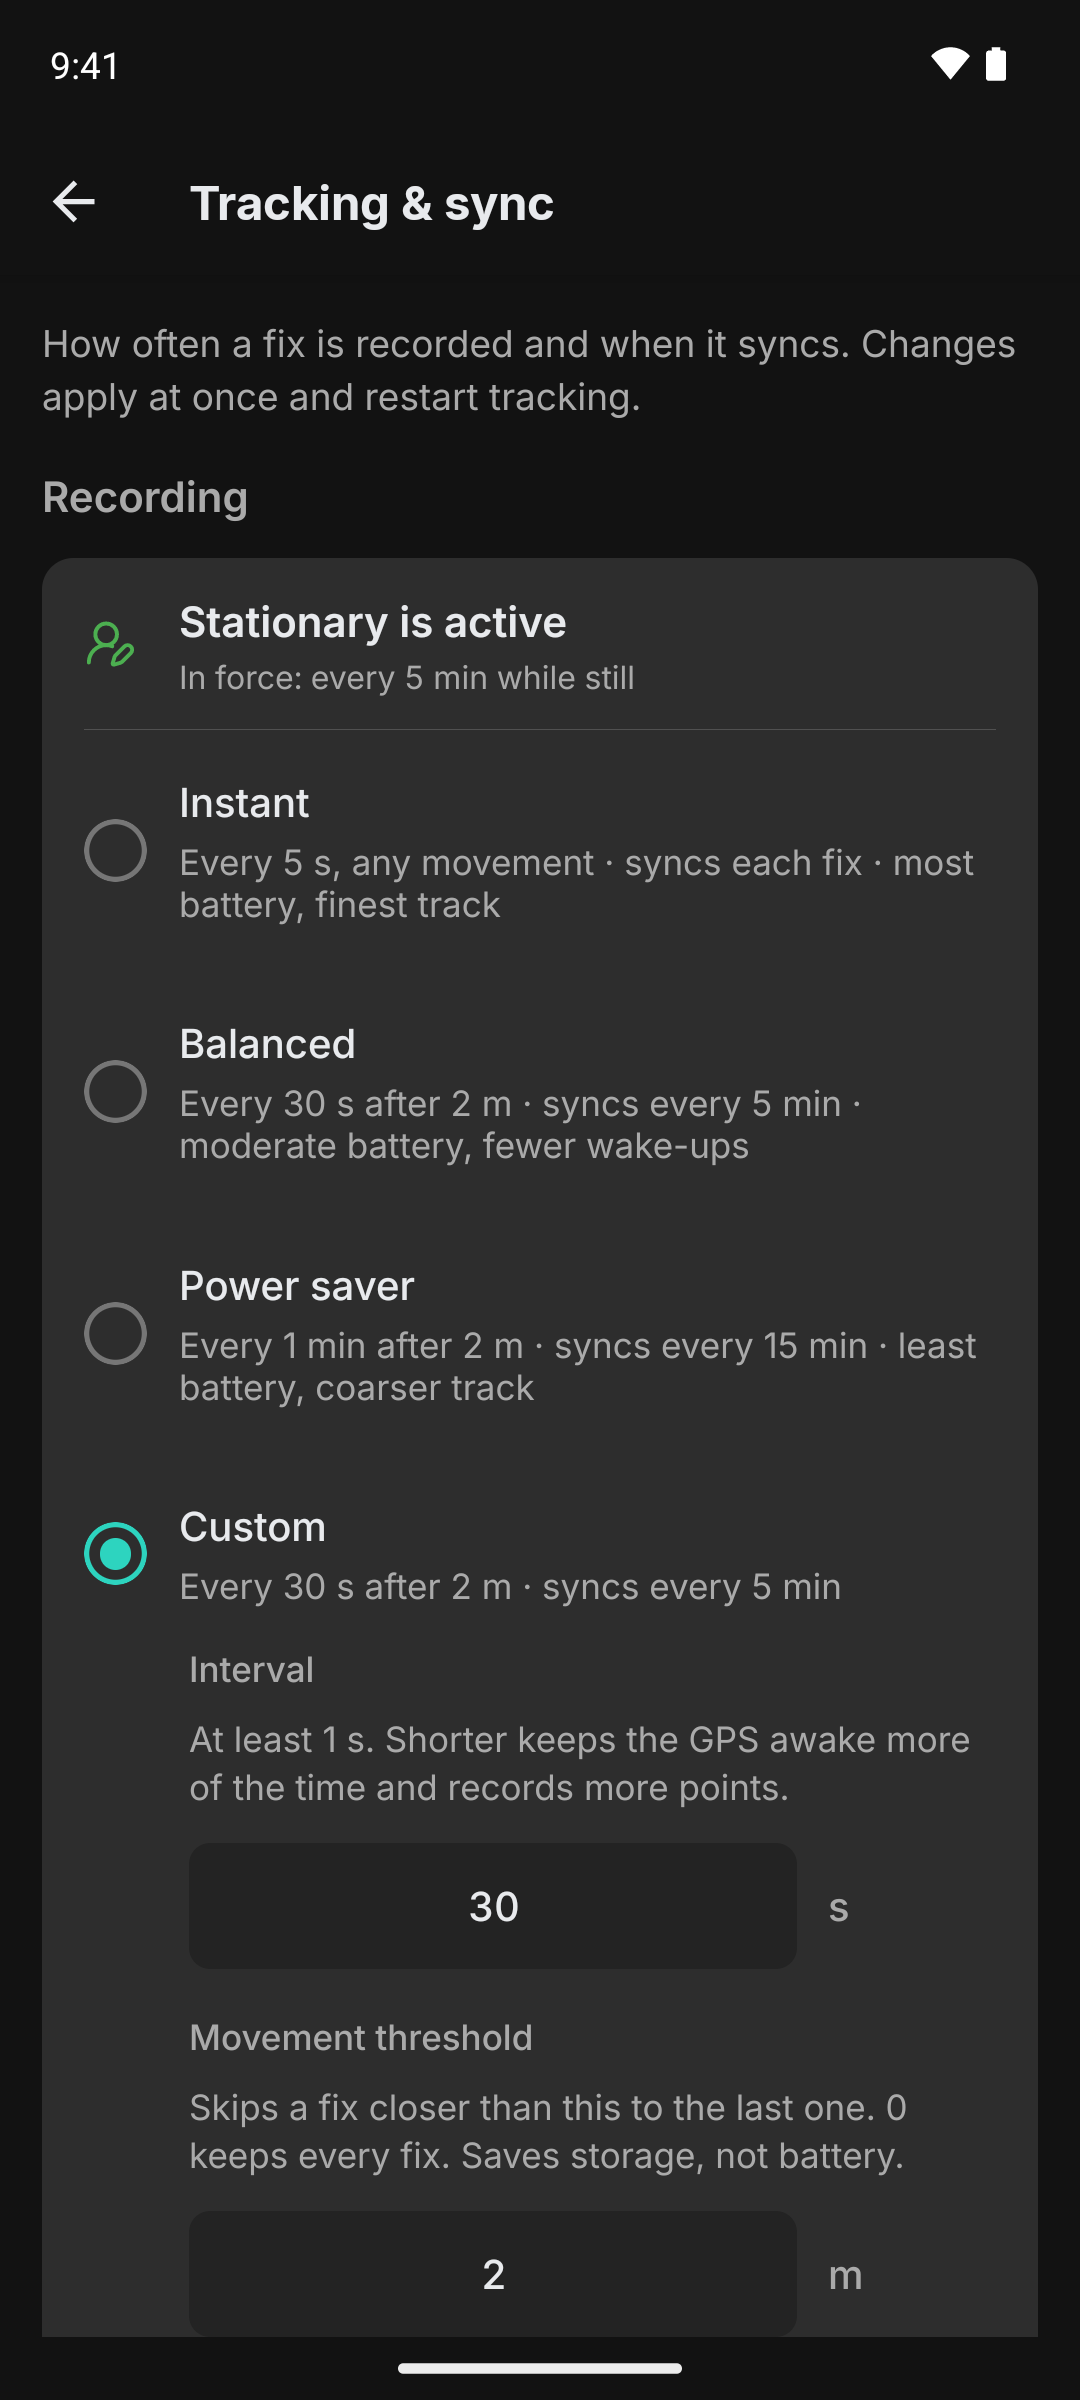 9:41
Tracking & sync
How often a fix is recorded and when it syncs. Changes
apply at once and restart tracking.
Recording
Stationary is active
In force: every 5 min while still
Instant
Every 5 s, any movement · syncs each fix · most
battery, finest track
Balanced
Every 30 s after 2 m · syncs every 5 min ·
moderate battery, fewer wake-ups
Power saver
Every 1 min after 2 m · syncs every 15 min · least
battery, coarser track
Custom
Every 30 s after 2 m · syncs every 5 min
Interval
At least 1 s. Shorter keeps the GPS awake more
of the time and records more points.
30 s
Movement threshold
Skips a fix closer than this to the last one. 0
keeps every fix. Saves storage, not battery.
2 m